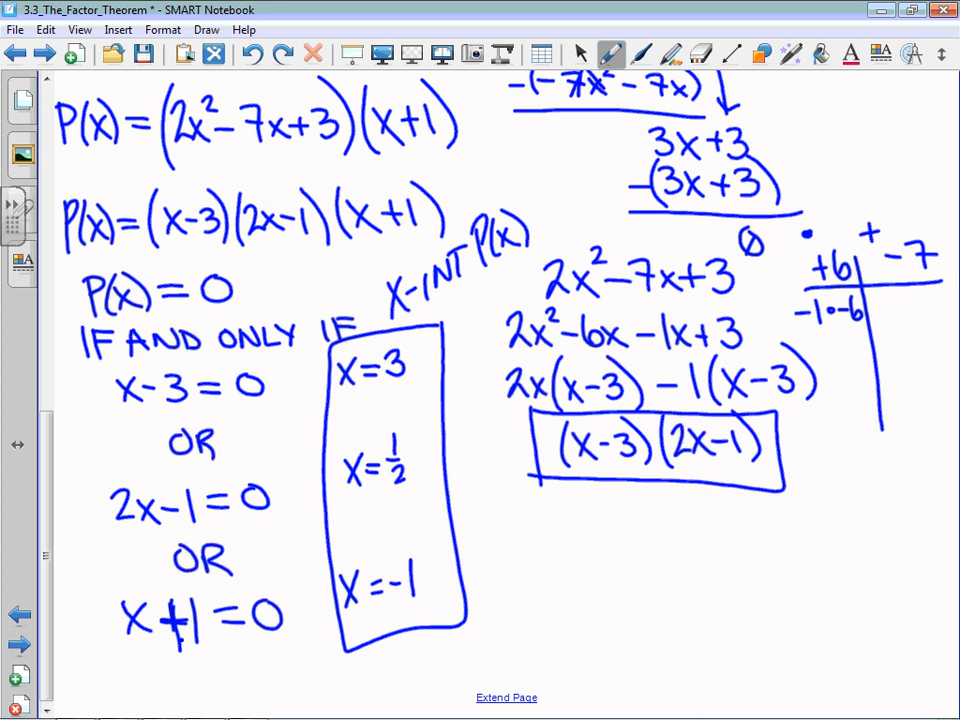 3.3_The_Factor_Theorem * - SMART Notebook
File Edit View Insert Format Draw Help
P(x) = (2x² - 7x + 3)(x + 1)
P(x) = (x - 3)(2x - 1)(x + 1)
P(x) = 0
IF AND ONLY IF
x - 3 = 0
OR
2x - 1 = 0
OR
x + 1 = 0
X-INT P(x)
x = 3
x = 1/2
x = -1
-(-7x² - 7x)
3x + 3
-(3x + 3)
0
2x² - 7x + 3
2x² - 6x - 1x + 3
2x(x - 3) - 1(x - 3)
(x - 3)(2x - 1)
• +
+6 -7
-1 • -6
Extend Page